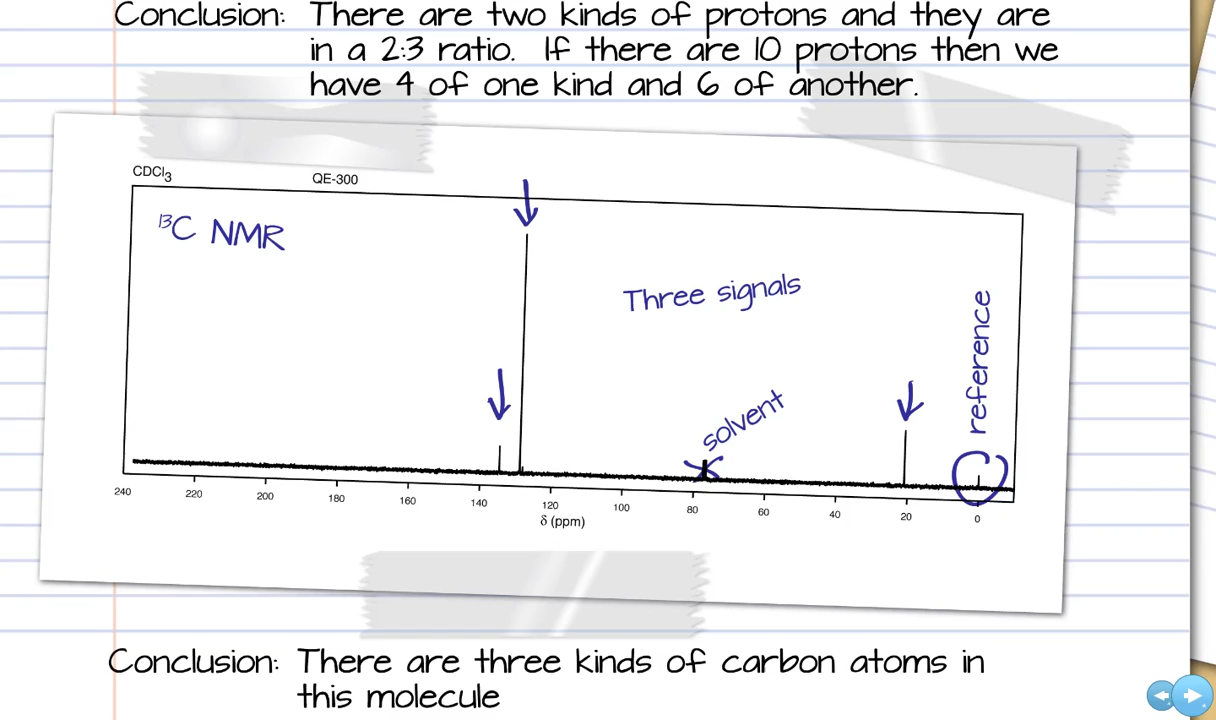 Conclusion: There are two kinds of protons and they are
in a 2:3 ratio. If there are 10 protons then we
have 4 of one kind and 6 of another.
CDCl3 QE-300
13C NMR
Three signals
solvent
reference
240 220 200 180 160 140 120 100 80 60 40 20 0
δ (ppm)
Conclusion: There are three kinds of carbon atoms in
this molecule